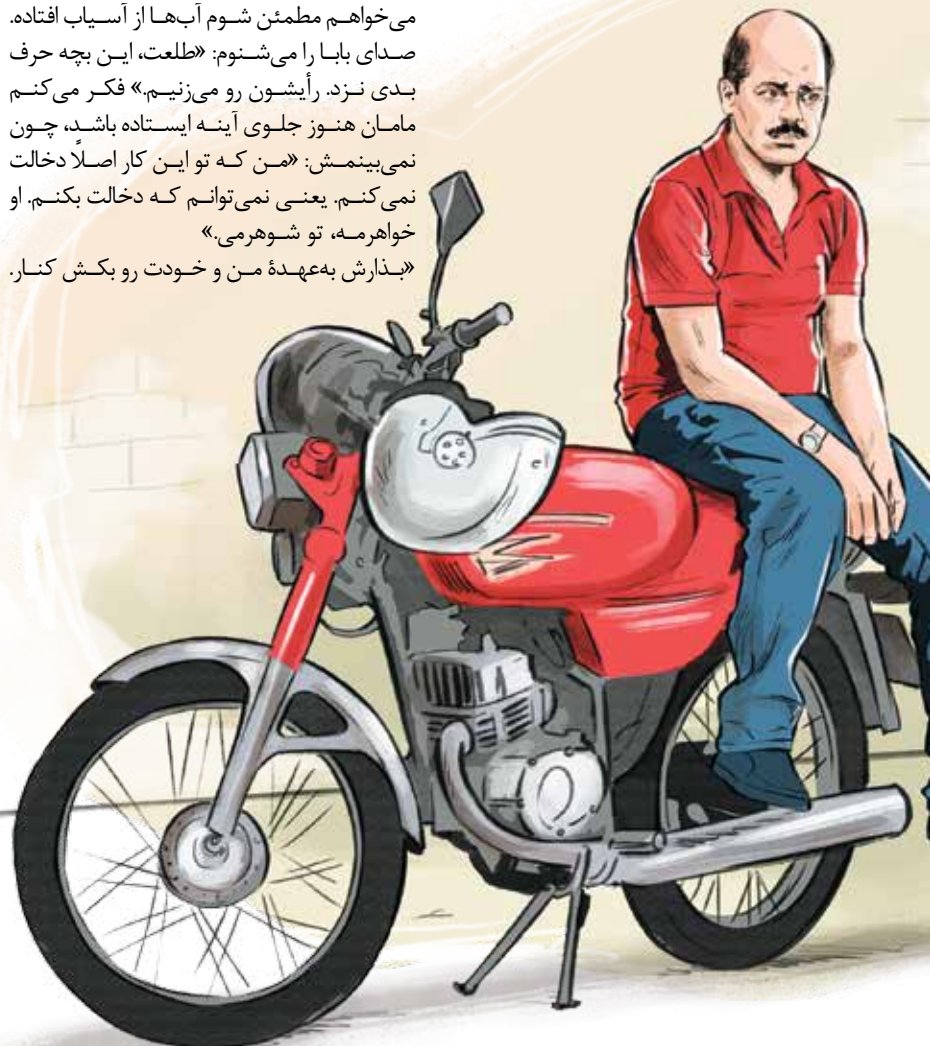 می‌خواهم مطمئن شوم آب‌ها از آسیاب افتاده.
صدای بابا را می‌شنوم: «طلعت، این بچه حرف
بدی نزد. رأیشون رو می‌زنیم.» فکر می‌کنم
مامان هنوز جلوی آینه ایستاده باشد، چون
نمی‌بینمش: «من که تو این کار اصلاً دخالت
نمی‌کنم. یعنی نمی‌توانم که دخالت بکنم. او
خواهرمه، تو شوهرمی.»
«بذارش به‌عهدۀ من و خودت رو بکش کنار.